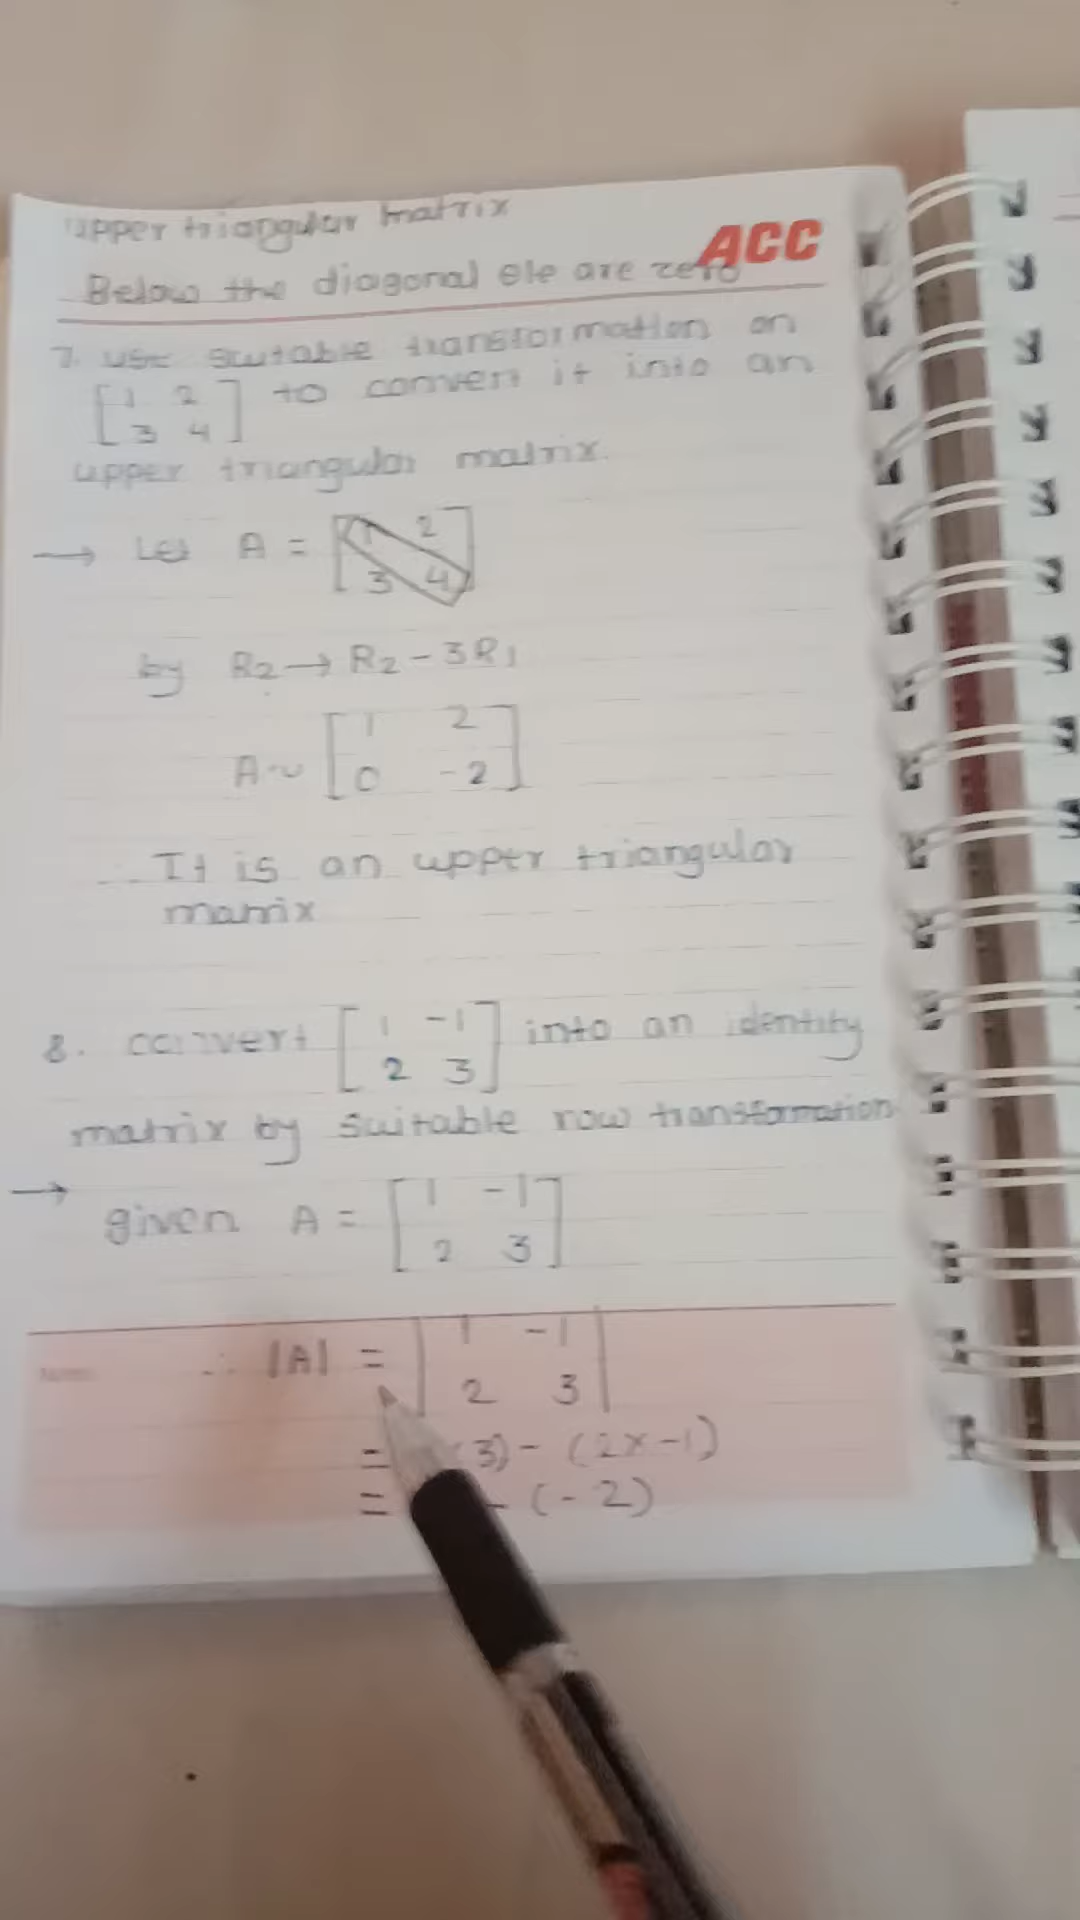 upper triangular matrix
ACC
Below the diagonal ele are zero
7. use suitable transformation on
[1 2
3 4] to convert it into an
upper triangular matrix.
→ Let A = [1 2
3 4]
by R2 → R2 - 3R1
A ~ [1 2
0 -2]
∴ It is an upper triangular
matrix
8. convert [1 -1
2 3] into an identity
matrix by suitable row transformation
→ given A = [1 -1
2 3]
∴ |A| = |1 -1
2 3|
= 3) - (2x-1)
= - (-2)